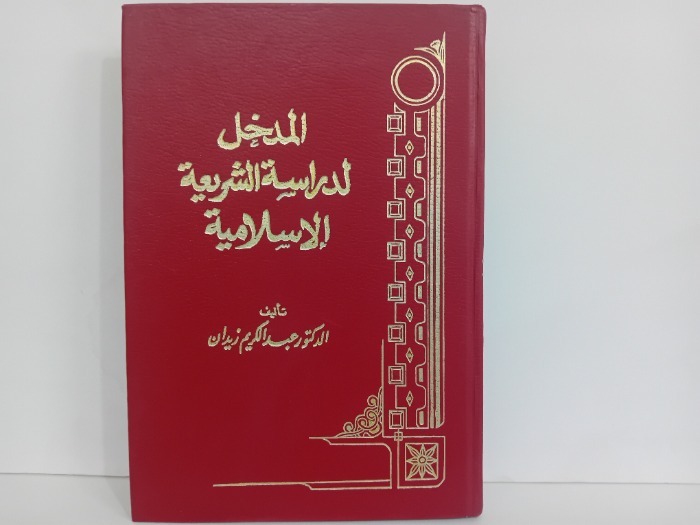 المدخل
لدراسة الشريعة
الإسلامية
تأليف
الدكتور عبد الكريم زيدان